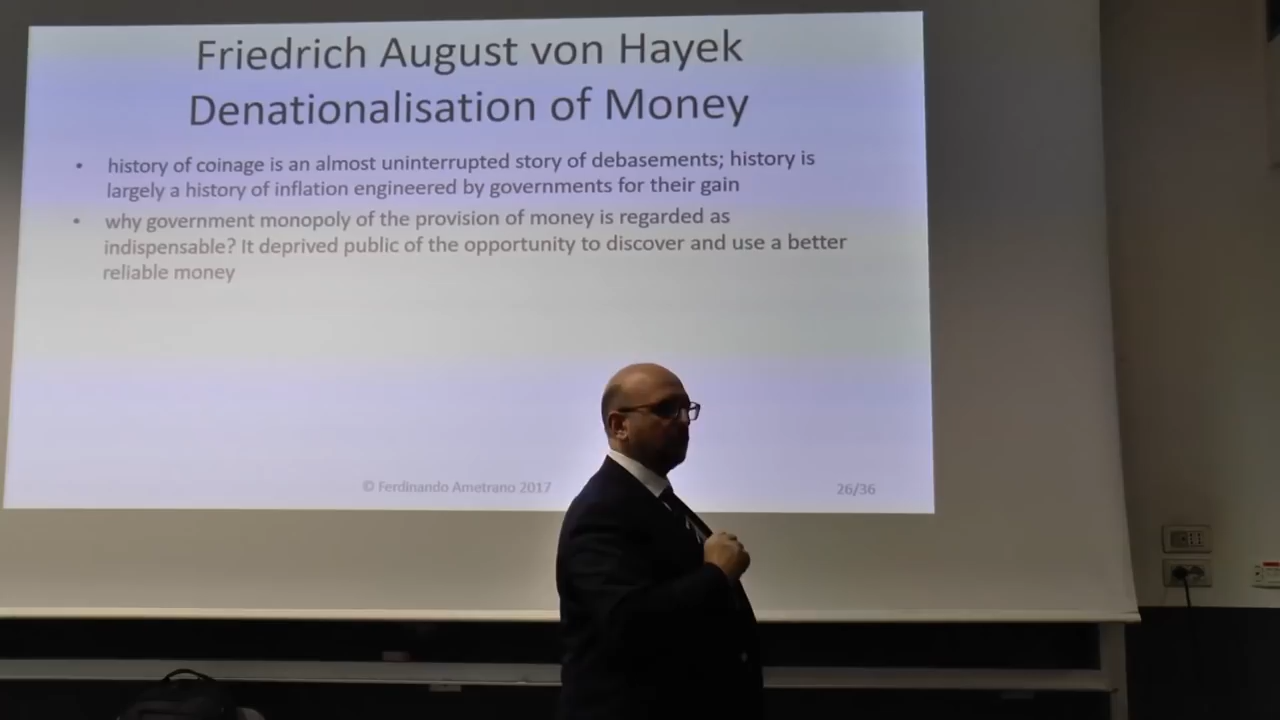 Friedrich August von Hayek
Denationalisation of Money
• history of coinage is an almost uninterrupted story of debasements; history is
largely a history of inflation engineered by governments for their gain
• why government monopoly of the provision of money is regarded as
indispensable? It deprived public of the opportunity to discover and use a better
reliable money
© Ferdinando Ametrano 2017
26/36